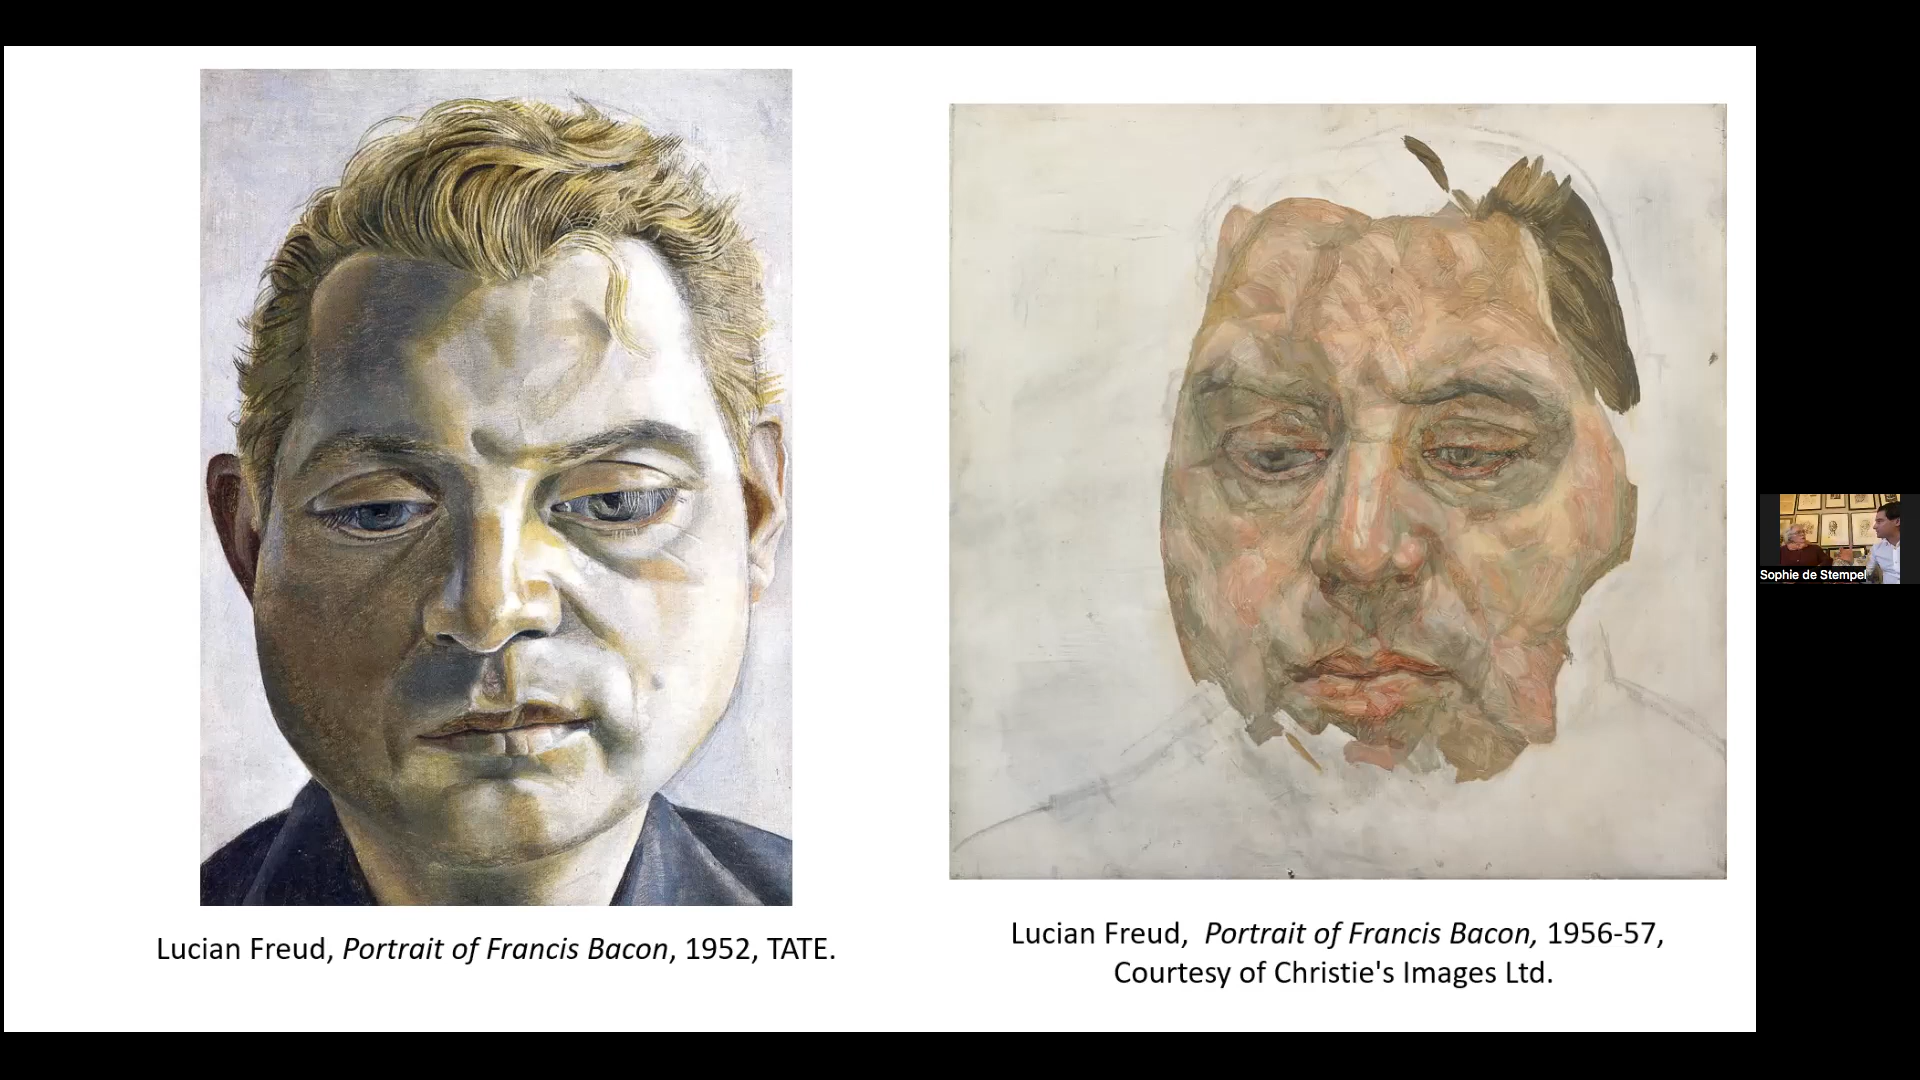 Lucian Freud, Portrait of Francis Bacon, 1952, TATE.
Lucian Freud, Portrait of Francis Bacon, 1956-57,
Courtesy of Christie's Images Ltd.
Sophie de Stempel